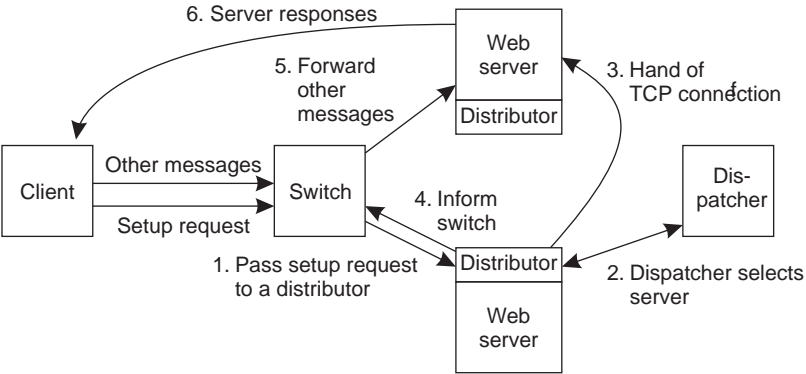 6. Server responses
Web
server
Distributor
5. Forward
other
messages
3. Hand of
TCP connection
f
Other messages
Client
Switch
Setup request
4. Inform
switch
Dis-
patcher
1. Pass setup request
to a distributor
Distributor
Web
server
2. Dispatcher selects
server